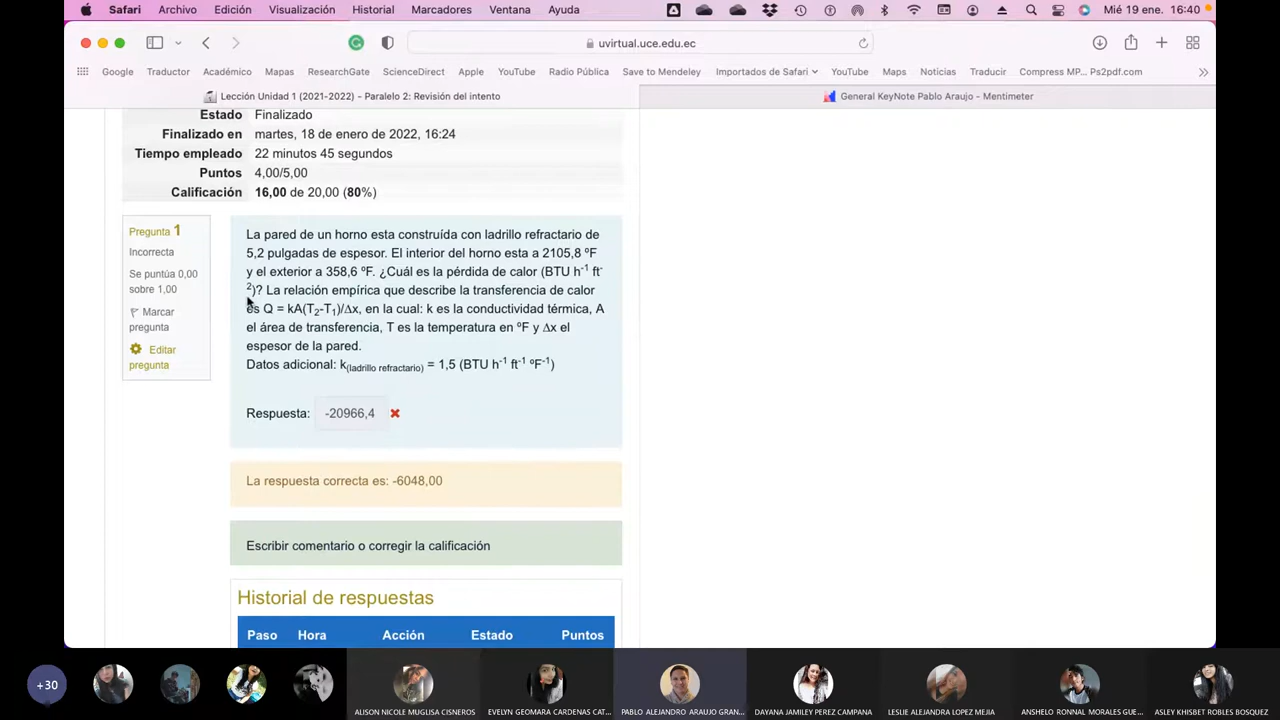 Safari Archivo Edición Visualización Historial Marcadores Ventana Ayuda Mié 19 ene. 16:40
uvirtual.uce.edu.ec
Google Traductor Académico Mapas ResearchGate ScienceDirect Apple YouTube Radio Pública Save to Mendeley Importados de Safari YouTube Maps Noticias Traducir Compress MP... Ps2pdf.com
Lección Unidad 1 (2021-2022) – Paralelo 2: Revisión del intento
General KeyNote Pablo Araujo - Mentimeter
Estado Finalizado
Finalizado en martes, 18 de enero de 2022, 16:24
Tiempo empleado 22 minutos 45 segundos
Puntos 4,00/5,00
Calificación 16,00 de 20,00 (80%)
Pregunta 1
Incorrecta
Se puntúa 0,00
sobre 1,00
Marcar
pregunta
Editar
pregunta
La pared de un horno esta construída con ladrillo refractario de
5,2 pulgadas de espesor. El interior del horno esta a 2105,8 ºF
y el exterior a 358,6 ºF. ¿Cuál es la pérdida de calor (BTU h-1 ft-
2)? La relación empírica que describe la transferencia de calor
es Q = kA(T2-T1)/Δx, en la cual: k es la conductividad térmica, A
el área de transferencia, T es la temperatura en ºF y Δx el
espesor de la pared.
Datos adicional: k(ladrillo refractario) = 1,5 (BTU h-1 ft-1 ºF-1)
Respuesta: -20966,4
La respuesta correcta es: -6048,00
Escribir comentario o corregir la calificación
Historial de respuestas
Paso Hora Acción Estado Puntos
+30
ALISON NICOLE MUGLISA CISNEROS
EVELYN GEOMARA CARDENAS CAT...
PABLO ALEJANDRO ARAUJO GRAN...
DAYANA JAMILEY PEREZ CAMPANA
LESLIE ALEJANDRA LOPEZ MEJIA
ANSHELO RONNAL MORALES GUE...
ASLEY KHISBET ROBLES BOSQUEZ